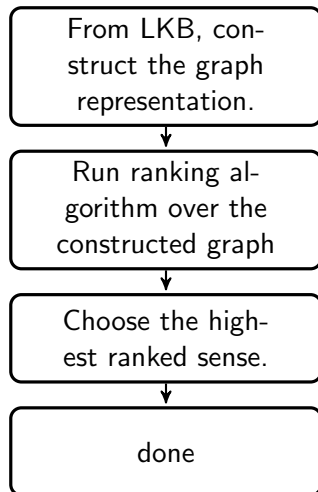 From LKB, con-
struct the graph
representation.
Run ranking al-
gorithm over the
constructed graph
Choose the high-
est ranked sense.
done